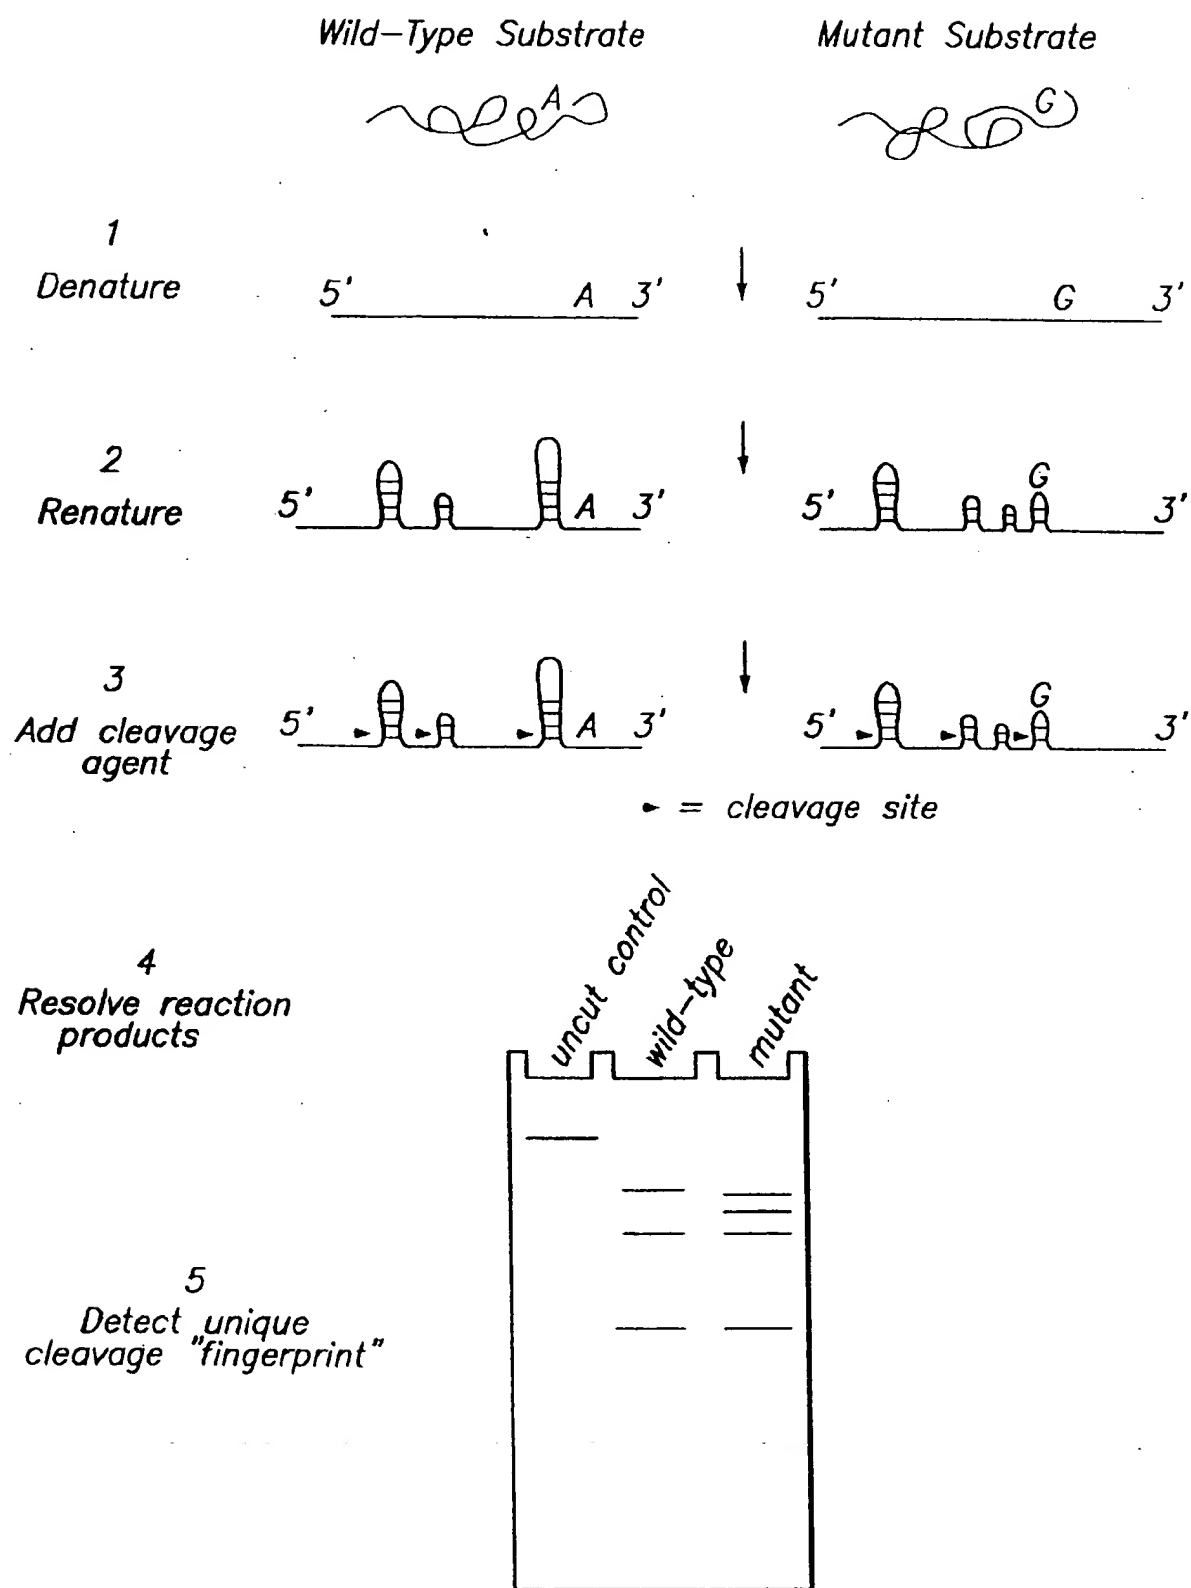 Wild-Type Substrate
Mutant Substrate
A
G
1
Denature
5'
A
3'
5'
G
3'
2
Renature
5'
A
3'
5'
G
3'
3
Add cleavage
agent
5'
A
3'
5'
G
3'
= cleavage site
4
Resolve reaction
products
uncut control
wild-type
mutant
5
Detect unique
cleavage "fingerprint"